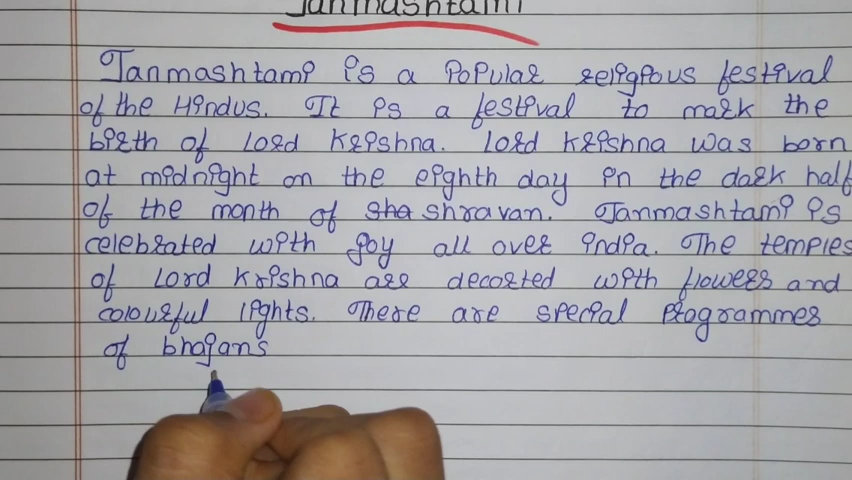 Janmashtami
Janmashtami is a popular religious festival
of the Hindus. It is a festival to mark the
birth of Lord Krishna. Lord Krishna was born
at midnight on the eighth day in the dark half
of the month of sha shravan. Janmashtami is
celebrated with joy all over india. The temples
of Lord Krishna are decorted with flowers and
colourful lights. There are special programmes
of bhajans